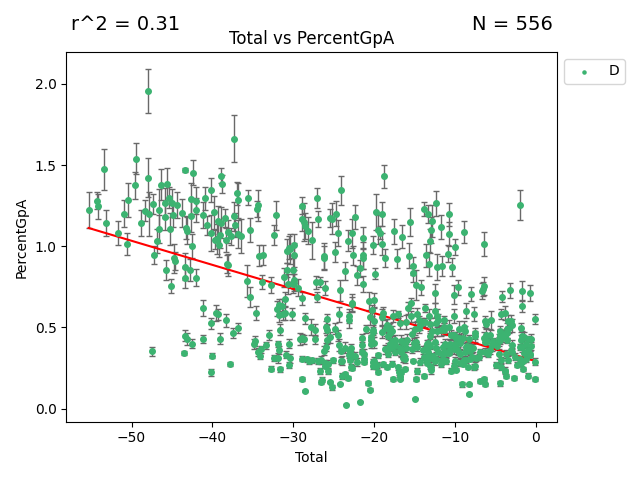 r^2 = 0.31
N = 556
Total vs PercentGpA
D
PercentGpA
2.0
1.5
1.0
0.5
0.0
−50
−40
−30
−20
−10
0
Total